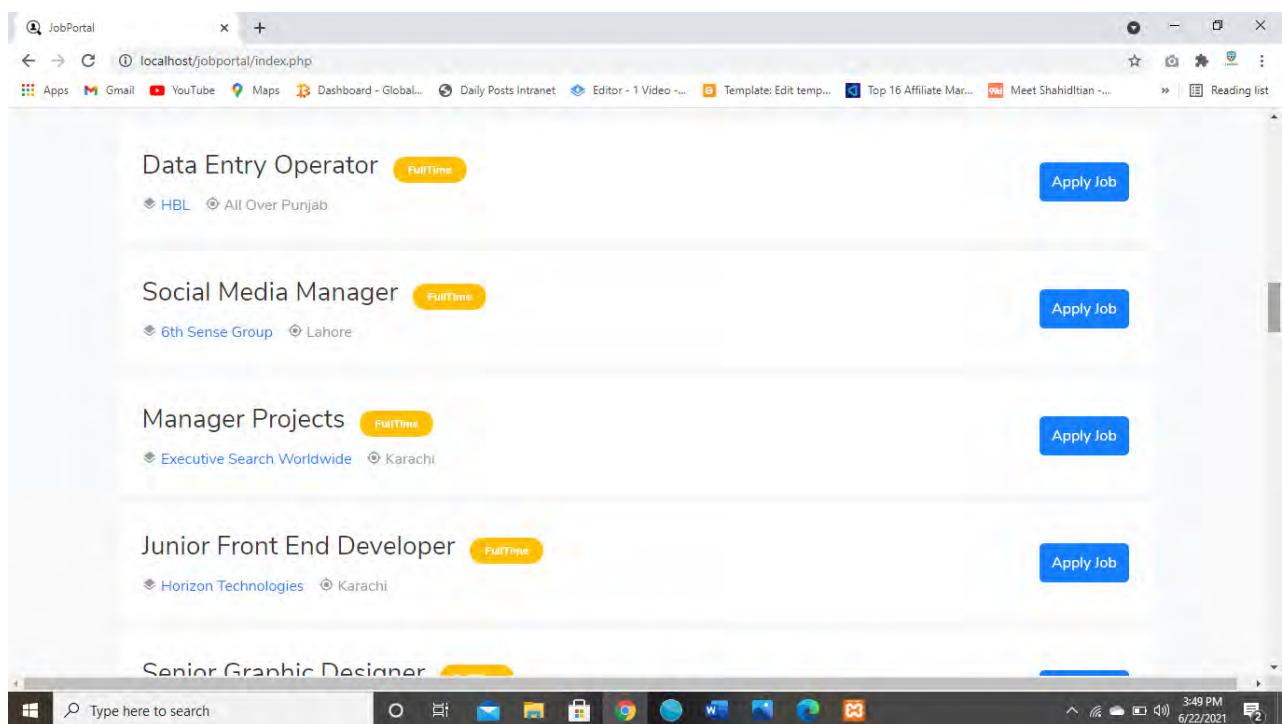 JobPortal
localhost/jobportal/index.php
Apps Gmail YouTube Maps Dashboard - Global... Daily Posts Intranet Editor - 1 Video -... Template: Edit temp... Top 16 Affiliate Mar... Meet ShahidItian -... » Reading list
Data Entry Operator FullTime
Apply Job
HBL All Over Punjab
Social Media Manager FullTime
Apply Job
6th Sense Group Lahore
Manager Projects FullTime
Apply Job
Executive Search Worldwide Karachi
Junior Front End Developer FullTime
Apply Job
Horizon Technologies Karachi
Senior Graphic Designer
Type here to search
3:49 PM
6/22/2021